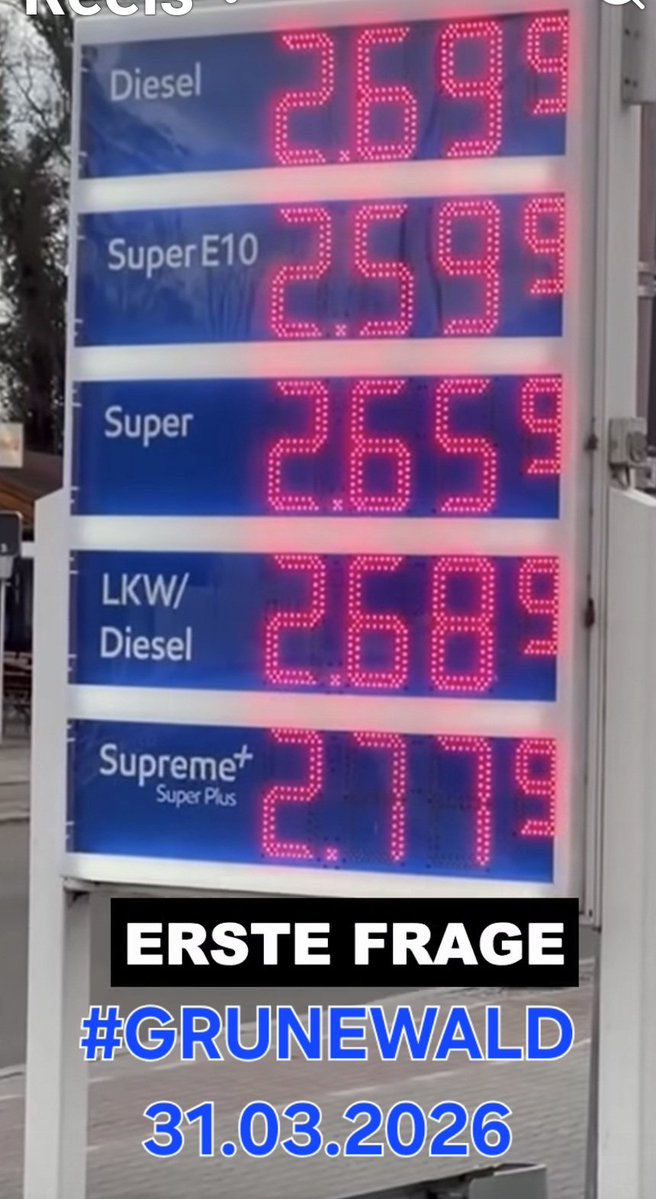 Reels
Diesel 2.69 9
Super E10 2.59 9
Super 2.65 9
LKW/
Diesel 2.68 9
Supreme+ 2.77 9
Super Plus
ERSTE FRAGE
#GRUNEWALD
31.03.2026